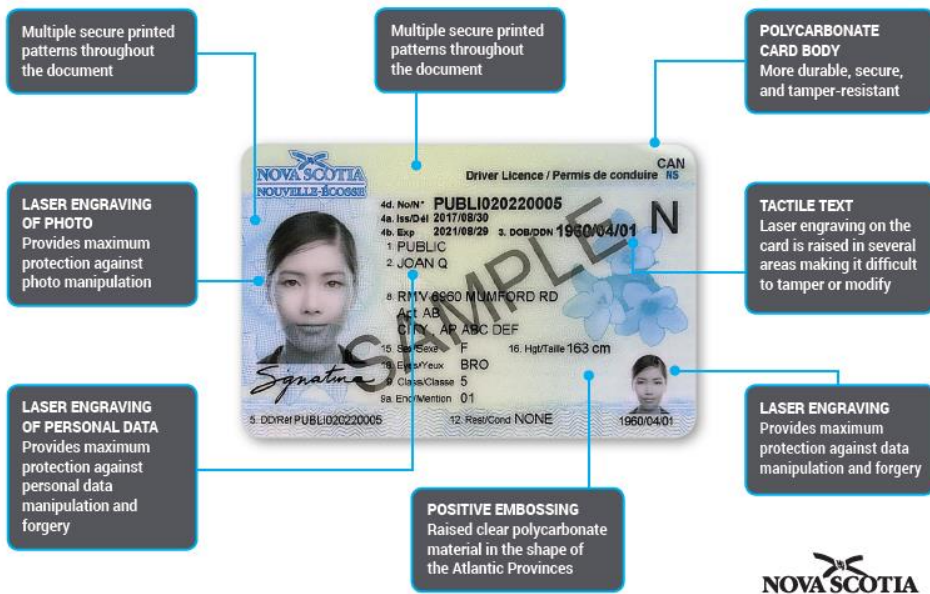 Multiple secure printed
patterns throughout
the document
Multiple secure printed
patterns throughout
the document
POLYCARBONATE
CARD BODY
More durable, secure,
and tamper-resistant
LASER ENGRAVING
OF PHOTO
Provides maximum
protection against
photo manipulation
NOVA SCOTIA
NOUVELLE-ÉCOSSE
CAN
Driver Licence / Permis de conduire NS
4d. No/N° PUBLI020220005
4a. Iss/Dél 2017/08/30
4b. Exp 2021/08/29 3. DOB/DDN 1960/04/01 N
1 PUBLIC
2 JOAN Q
8 RMV 6960 MUMFORD RD
Apt AB
CITY, AP ABC DEF
15. Sex/Sexe F 16. Hgt/Taille 163 cm
18. Eyes/Yeux BRO
9. Class/Classe 5
9a. End/Mention 01
Signature
5. DD/Réf PUBLI020220005 12. Rest/Cond NONE 1960/04/01
SAMPLE
TACTILE TEXT
Laser engraving on the
card is raised in several
areas making it difficult
to tamper or modify
LASER ENGRAVING
OF PERSONAL DATA
Provides maximum
protection against
personal data
manipulation and
forgery
POSITIVE EMBOSSING
Raised clear polycarbonate
material in the shape of
the Atlantic Provinces
LASER ENGRAVING
Provides maximum
protection against data
manipulation and forgery
NOVA SCOTIA